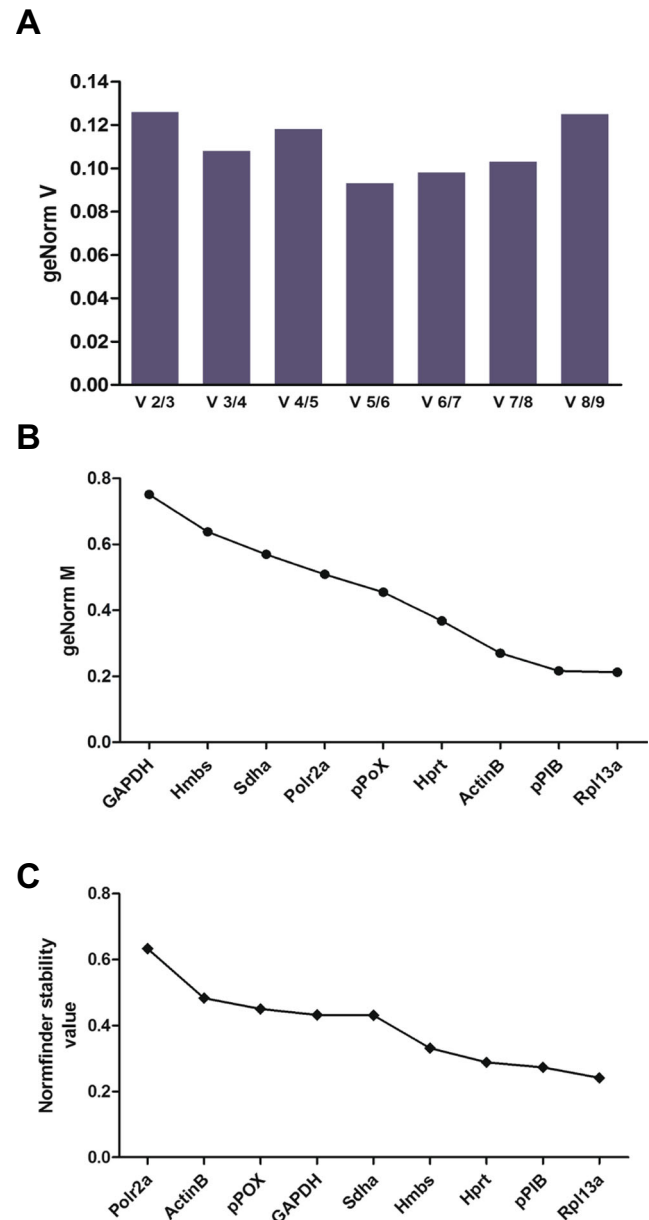 A
geNorm V
0.14
0.12
0.10
0.08
0.06
0.04
0.02
0.00
V 2/3 V 3/4 V 4/5 V 5/6 V 6/7 V 7/8 V 8/9
B
geNorm M
0.8
0.6
0.4
0.2
0.0
GAPDH Hmbs Sdha Polr2a pPoX Hprt ActinB pPIB Rpl13a
C
Normfinder stability
value
0.8
0.6
0.4
0.2
0.0
Polr2a ActinB pPOX GAPDH Sdha Hmbs Hprt pPIB Rpl13a